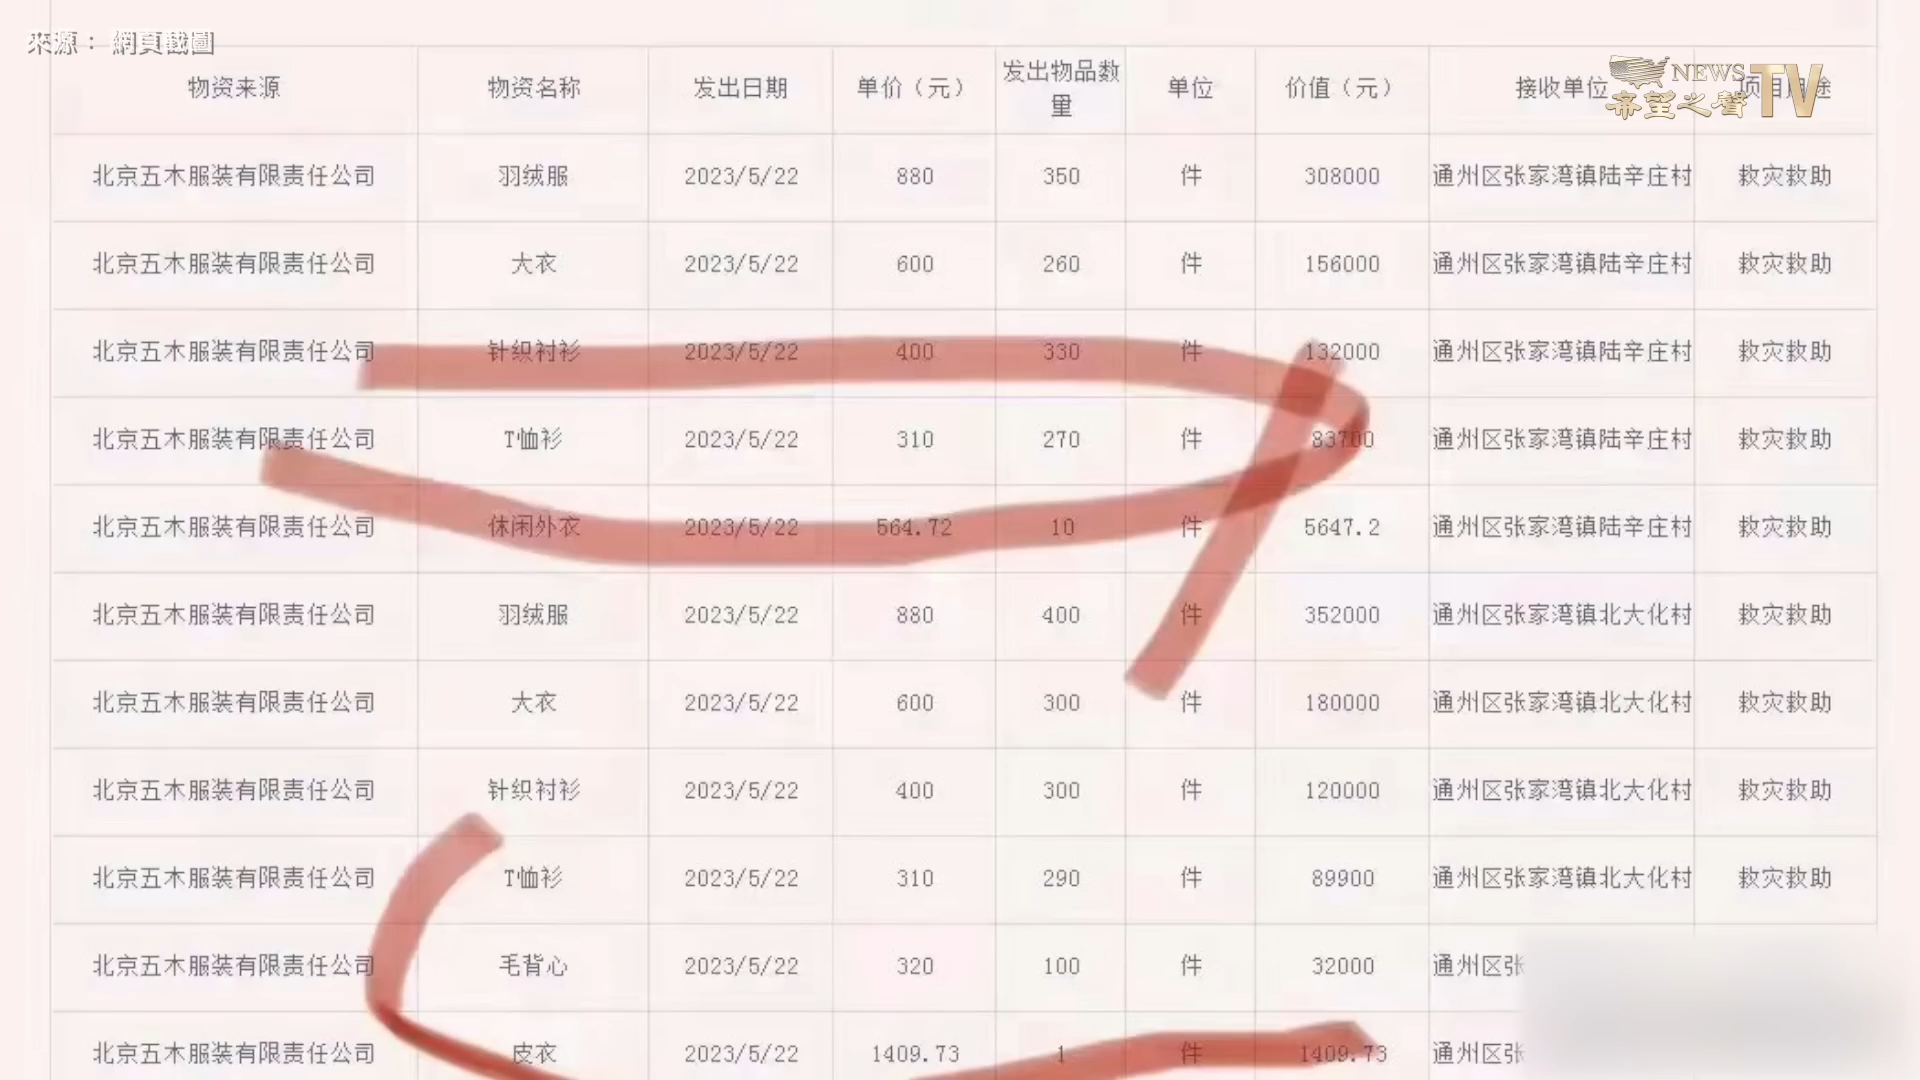 來源：網頁截圖
NEWS
希望之聲TV
物资来源 物资名称 发出日期 单价（元） 发出物品数量 单位 价值（元） 接收单位 项目用途
北京五木服装有限责任公司 羽绒服 2023/5/22 880 350 件 308000 通州区张家湾镇陆辛庄村 救灾救助
北京五木服装有限责任公司 大衣 2023/5/22 600 260 件 156000 通州区张家湾镇陆辛庄村 救灾救助
北京五木服装有限责任公司 针织衬衫 2023/5/22 400 330 件 132000 通州区张家湾镇陆辛庄村 救灾救助
北京五木服装有限责任公司 T恤衫 2023/5/22 310 270 件 83700 通州区张家湾镇陆辛庄村 救灾救助
北京五木服装有限责任公司 休闲外衣 2023/5/22 564.72 10 件 5647.2 通州区张家湾镇陆辛庄村 救灾救助
北京五木服装有限责任公司 羽绒服 2023/5/22 880 400 件 352000 通州区张家湾镇北大化村 救灾救助
北京五木服装有限责任公司 大衣 2023/5/22 600 300 件 180000 通州区张家湾镇北大化村 救灾救助
北京五木服装有限责任公司 针织衬衫 2023/5/22 400 300 件 120000 通州区张家湾镇北大化村 救灾救助
北京五木服装有限责任公司 T恤衫 2023/5/22 310 290 件 89900 通州区张家湾镇北大化村 救灾救助
北京五木服装有限责任公司 毛背心 2023/5/22 320 100 件 32000 通州区张
北京五木服装有限责任公司 皮衣 2023/5/22 1409.73 1 件 1409.73 通州区张